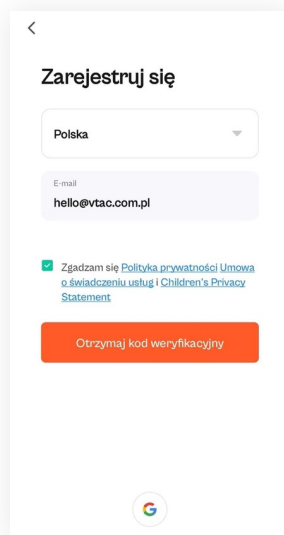 Zarejestruj się
Polska
E-mail
hello@vtac.com.pl
Zgadzam się Polityka prywatności Umowa
o świadczeniu usług i Children's Privacy
Statement
Otrzymaj kod weryfikacyjny